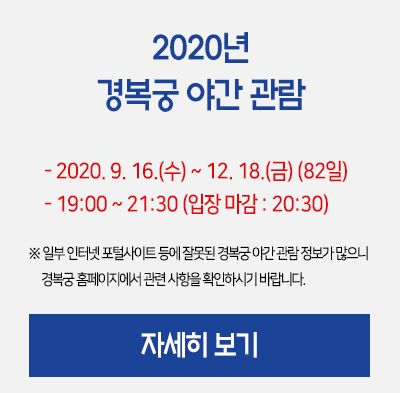 2020년
경복궁 야간 관람
- 2020. 9. 16.(수) ~ 12. 18.(금) (82일)
- 19:00 ~ 21:30 (입장 마감 : 20:30)
※ 일부 인터넷 포털사이트 등에 잘못된 경복궁 야간 관람 정보가 많으니
경복궁 홈페이지에서 관련 사항을 확인하시기 바랍니다.
자세히 보기